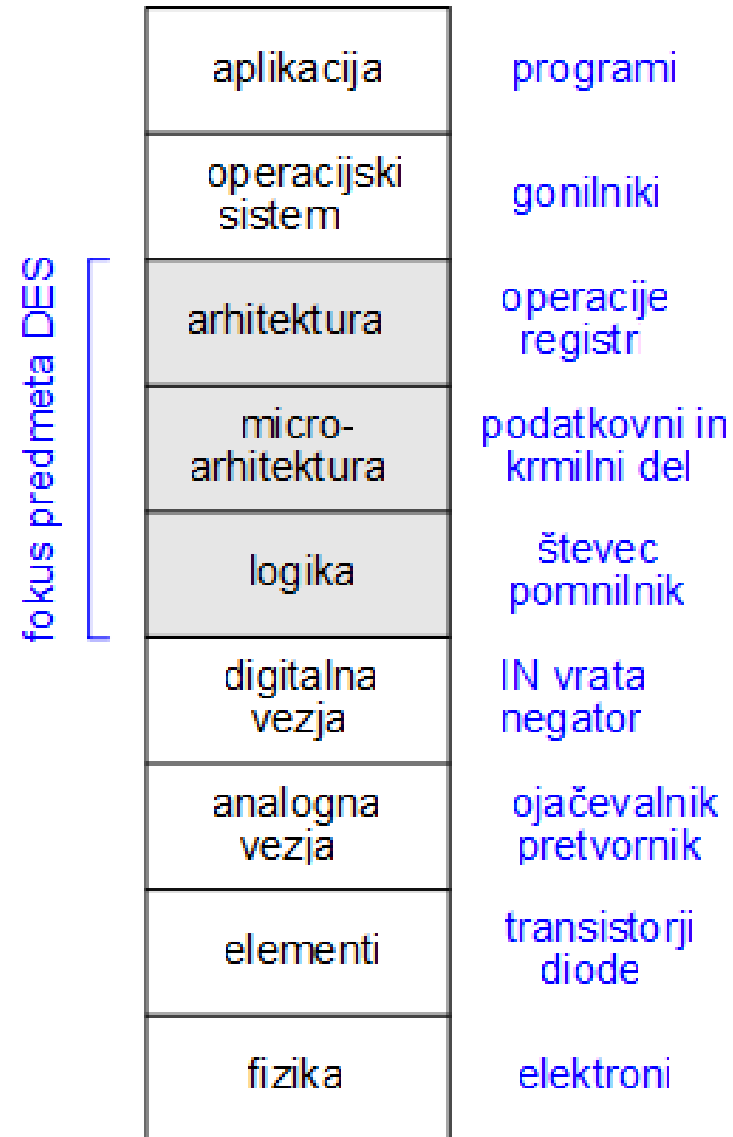 aplikacija
programi
operacijski
sistem
gonilniki
fokus predmeta DES
arhitektura
operacije
registri
micro-
arhitektura
podatkovni in
krmilni del
logika
števec
pomnilnik
digitalna
vezja
IN vrata
negator
analogna
vezja
ojačevalnik
pretvornik
elementi
transistorji
diode
fizika
elektroni